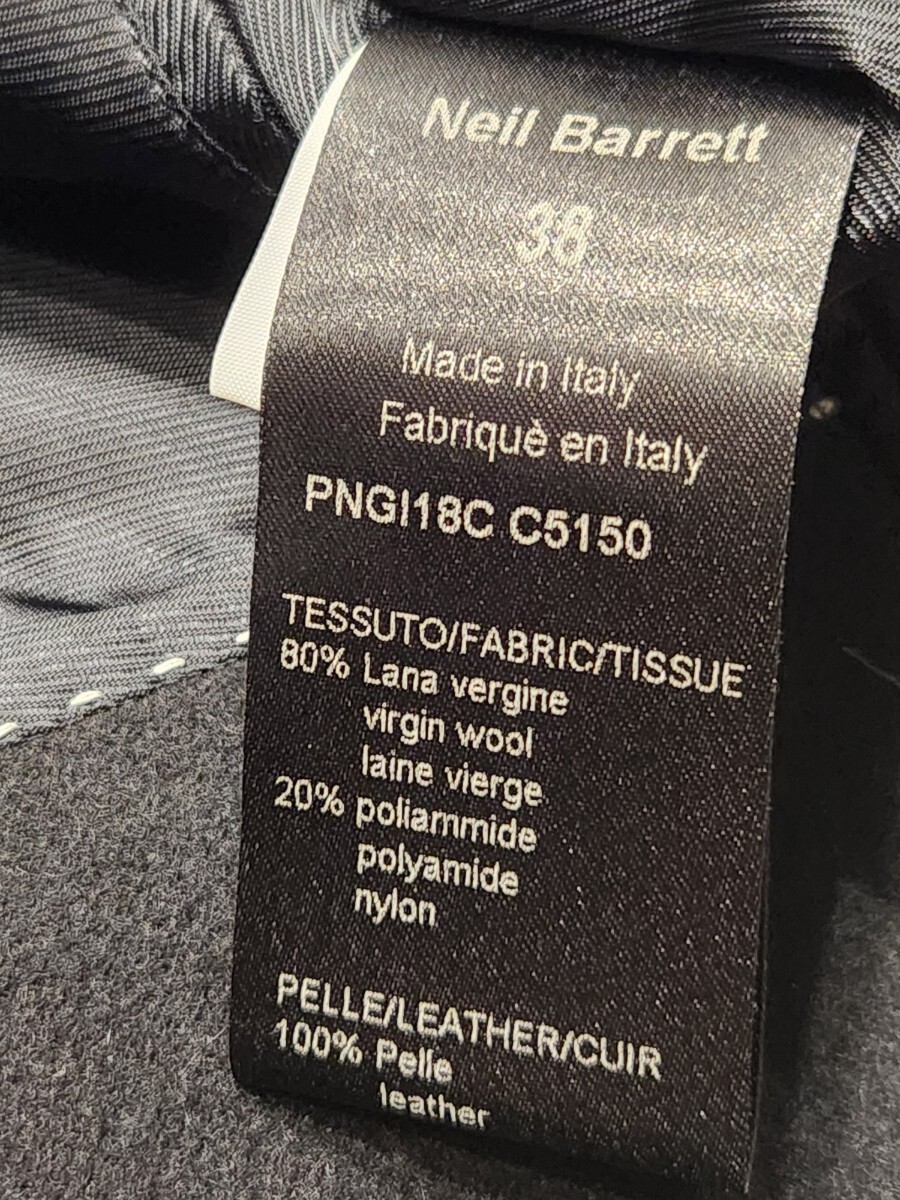 Neil Barrett
38
Made in Italy
Fabriquè en Italy
PNGI18C C5150
TESSUTO/FABRIC/TISSUE
80% Lana vergine
virgin wool
laine vierge
20% poliammide
polyamide
nylon
PELLE/LEATHER/CUIR
100% Pelle
leather